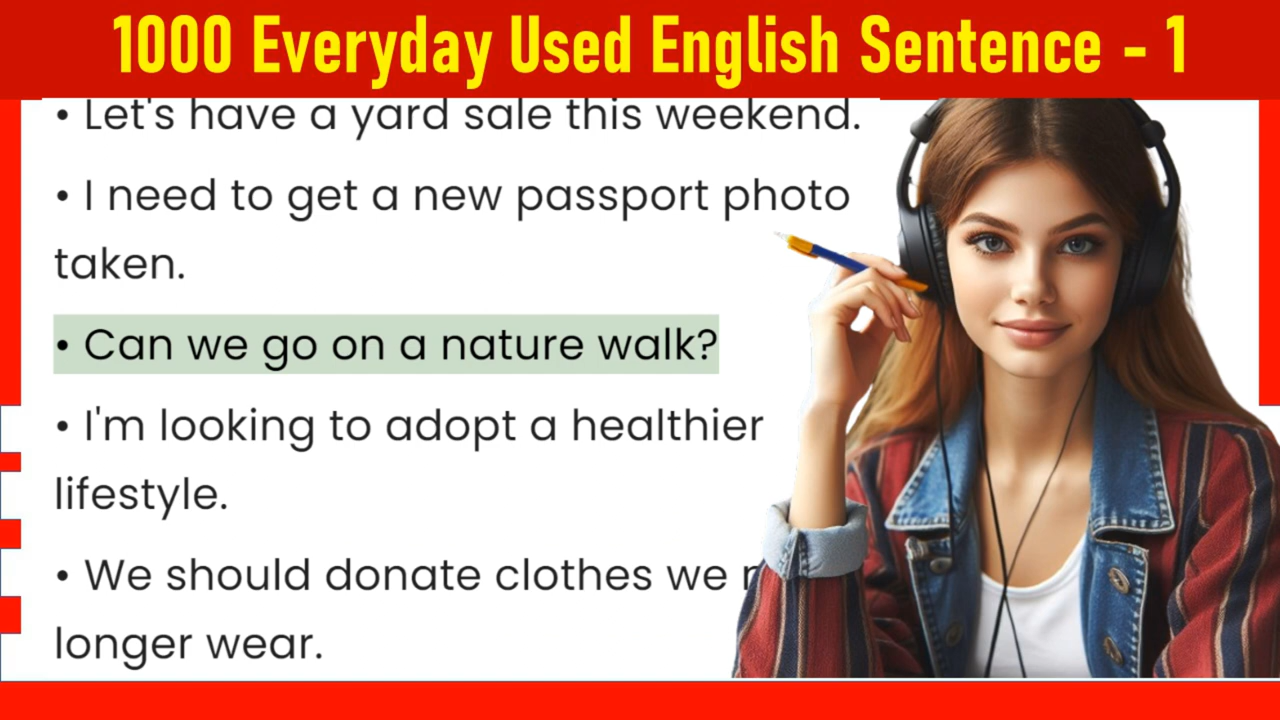 1000 Everyday Used English Sentence - 1
• Let's have a yard sale this weekend.
• I need to get a new passport photo
taken.
• Can we go on a nature walk?
• I'm looking to adopt a healthier
lifestyle.
• We should donate clothes we
longer wear.